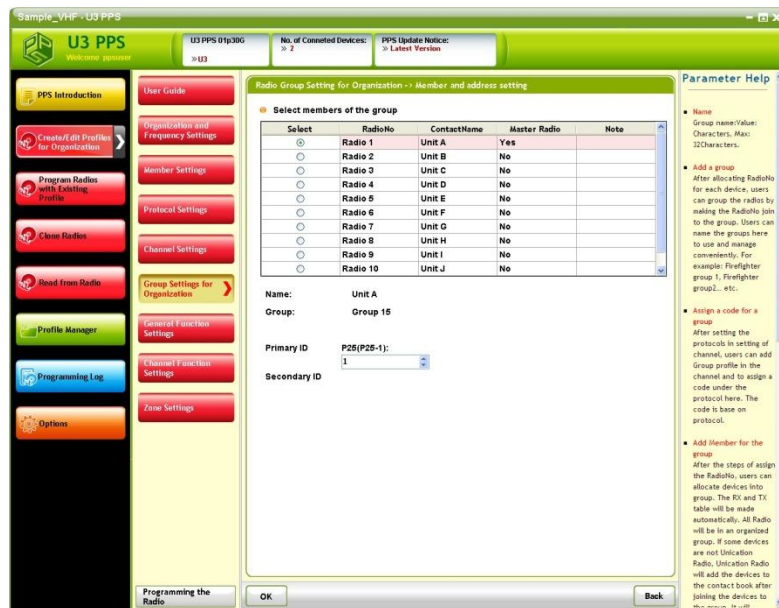 Sample_VHF - U3 PPS
U3 PPS
Welcome ppsuser
U3 PPS 01p30G
>> U3
No. of Conneted Devices:
>> 2
PPS Update Notice:
>> Latest Version
PPS Introduction
Create/Edit Profiles
for Organization
Program Radios
with Existing
Profile
Clone Radios
Read from Radio
Profile Manager
Programming Log
Options
User Guide
Organization and
Frequency Settings
Member Settings
Protocol Settings
Channel Settings
Group Settings for
Organization
General Function
Settings
Channel Function
Settings
Zone Settings
Programming the
Radio
Radio Group Setting for Organization -> Member and address setting
Select members of the group
Select RadioNo ContactName Master Radio Note
Radio 1 Unit A Yes
Radio 2 Unit B No
Radio 3 Unit C No
Radio 4 Unit D No
Radio 5 Unit E No
Radio 6 Unit F No
Radio 7 Unit G No
Radio 8 Unit H No
Radio 9 Unit I No
Radio 10 Unit J No
Name: Unit A
Group: Group 15
Primary ID P25(P25-1):
1
Secondary ID
OK
Back
Parameter Help
Name
Group name:Value:
Characters, Max:
32Characters.
Add a group
After allocating RadioNo
for each device, users
can group the radios by
making the RadioNo join
to the group. Users can
name the groups here
to use and manage
conveniently. For
example: Firefighter
group 1, Firefighter
group2... etc.
Assign a code for a
group
After setting the
protocols in setting of
channel, users can add
Group profile in the
channel and to assign a
code under the
protocol here. The
code is base on
protocol.
Add Member for the
group
After the steps of assign
the RadioNo, users can
allocate devices into
group. The RX and TX
table will be made
automatically. All Radio
will be in an organized
group. If some devices
are not Unication
Radio, Unication Radio
will add the devices to
the contact book after
joining the devices to
the group. It will